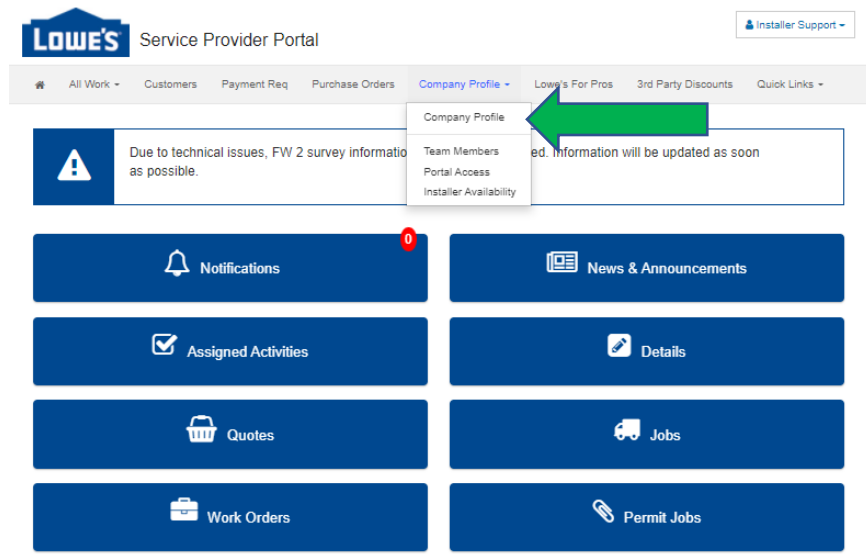 LOWE'S Service Provider Portal
Installer Support
All Work Customers Payment Req Purchase Orders Company Profile Lowe's For Pros 3rd Party Discounts Quick Links
Company Profile
Team Members
Portal Access
Installer Availability
Due to technical issues, FW 2 survey informatio ed. Information will be updated as soon
as possible.
0
Notifications
News & Announcements
Assigned Activities
Details
Quotes
Jobs
Work Orders
Permit Jobs